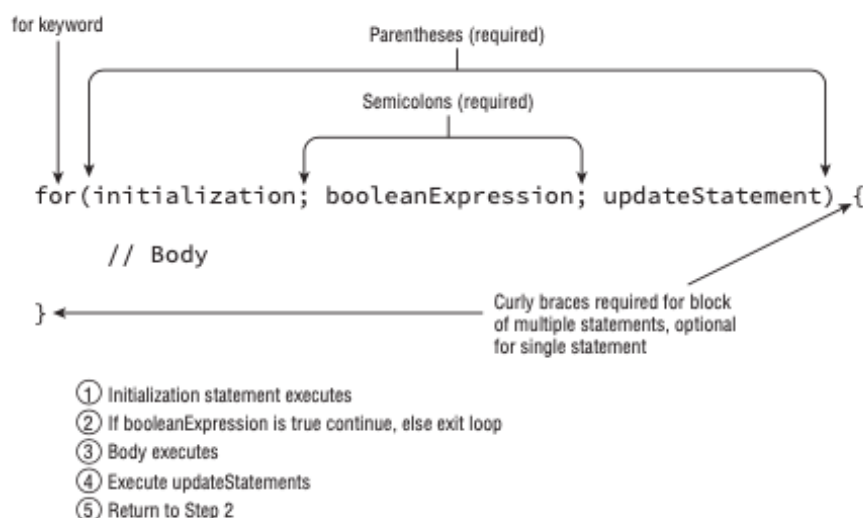 for keyword
Parentheses (required)
Semicolons (required)
for(initialization; booleanExpression; updateStatement) {
// Body
}
Curly braces required for block
of multiple statements, optional
for single statement
① Initialization statement executes
② If booleanExpression is true continue, else exit loop
③ Body executes
④ Execute updateStatements
⑤ Return to Step 2